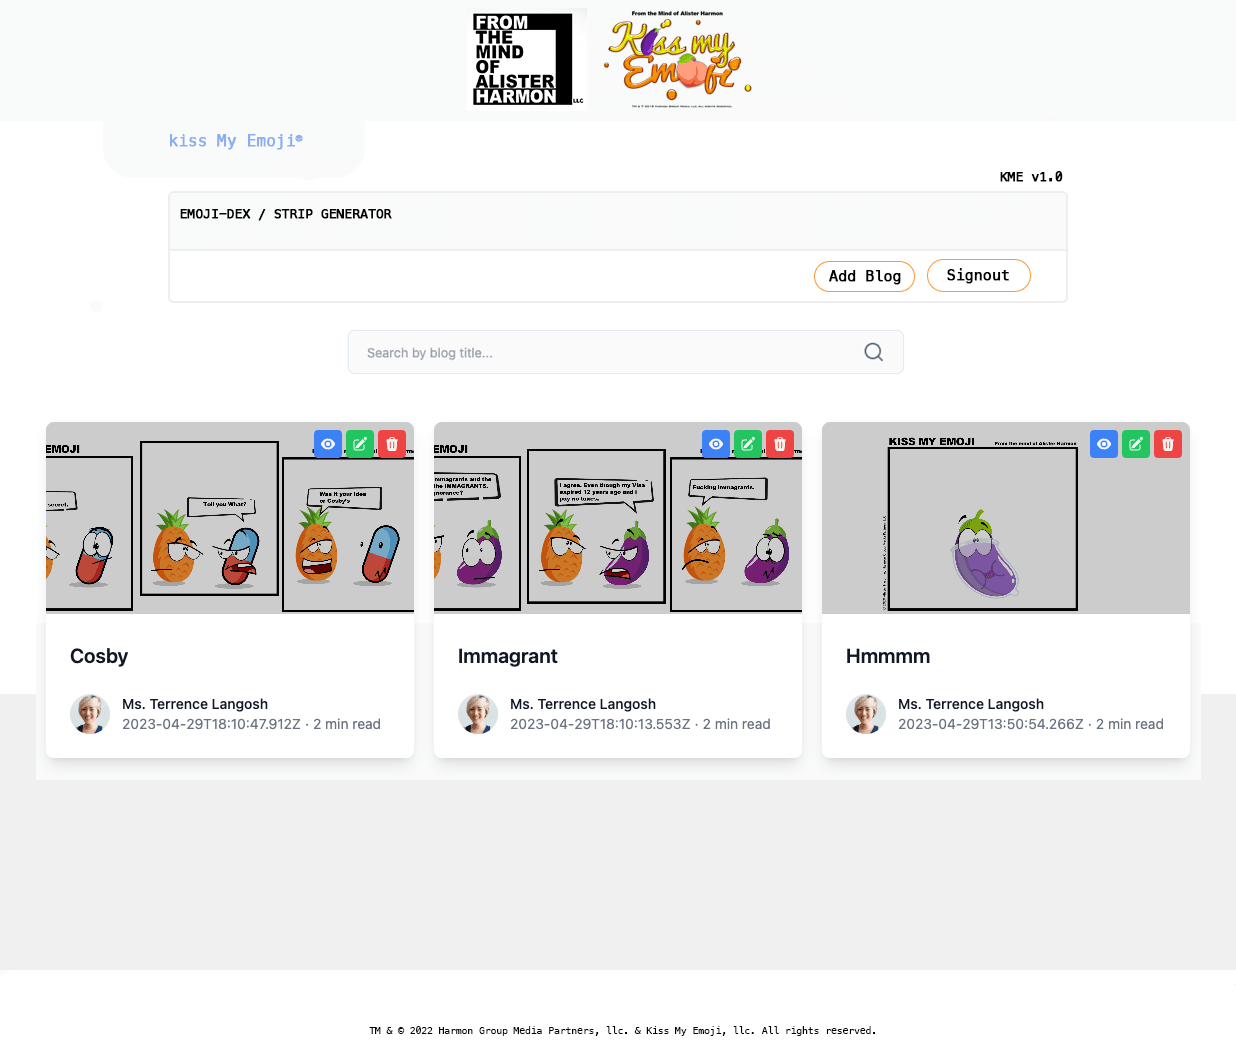 FROM
THE
MIND
OF
ALISTER
HARMON
LLC
From the Mind of Alister Harmon
Kiss my
Emoji
kiss My Emoji®
KME v1.0
EMOJI-DEX / STRIP GENERATOR
Add Blog
Signout
Search by blog title...
EMOJI
secret.
Tell you What?
Was it your idea
or Cosby's
EMOJI
immagrants and the
the IMMAGRANTS.
I agree. Even though my Visa
expired 12 years ago and I
pay no taxes..
Fucking immagrants.
KISS MY EMOJI
From the mind of Alister Harmon
Cosby
Ms. Terrence Langosh
2023-04-29T18:10:47.912Z · 2 min read
Immagrant
Ms. Terrence Langosh
2023-04-29T18:10:13.553Z · 2 min read
Hmmmm
Ms. Terrence Langosh
2023-04-29T13:50:54.266Z · 2 min read
TM & © 2022 Harmon Group Media Partners, llc. & Kiss My Emoji, llc. All rights reserved.